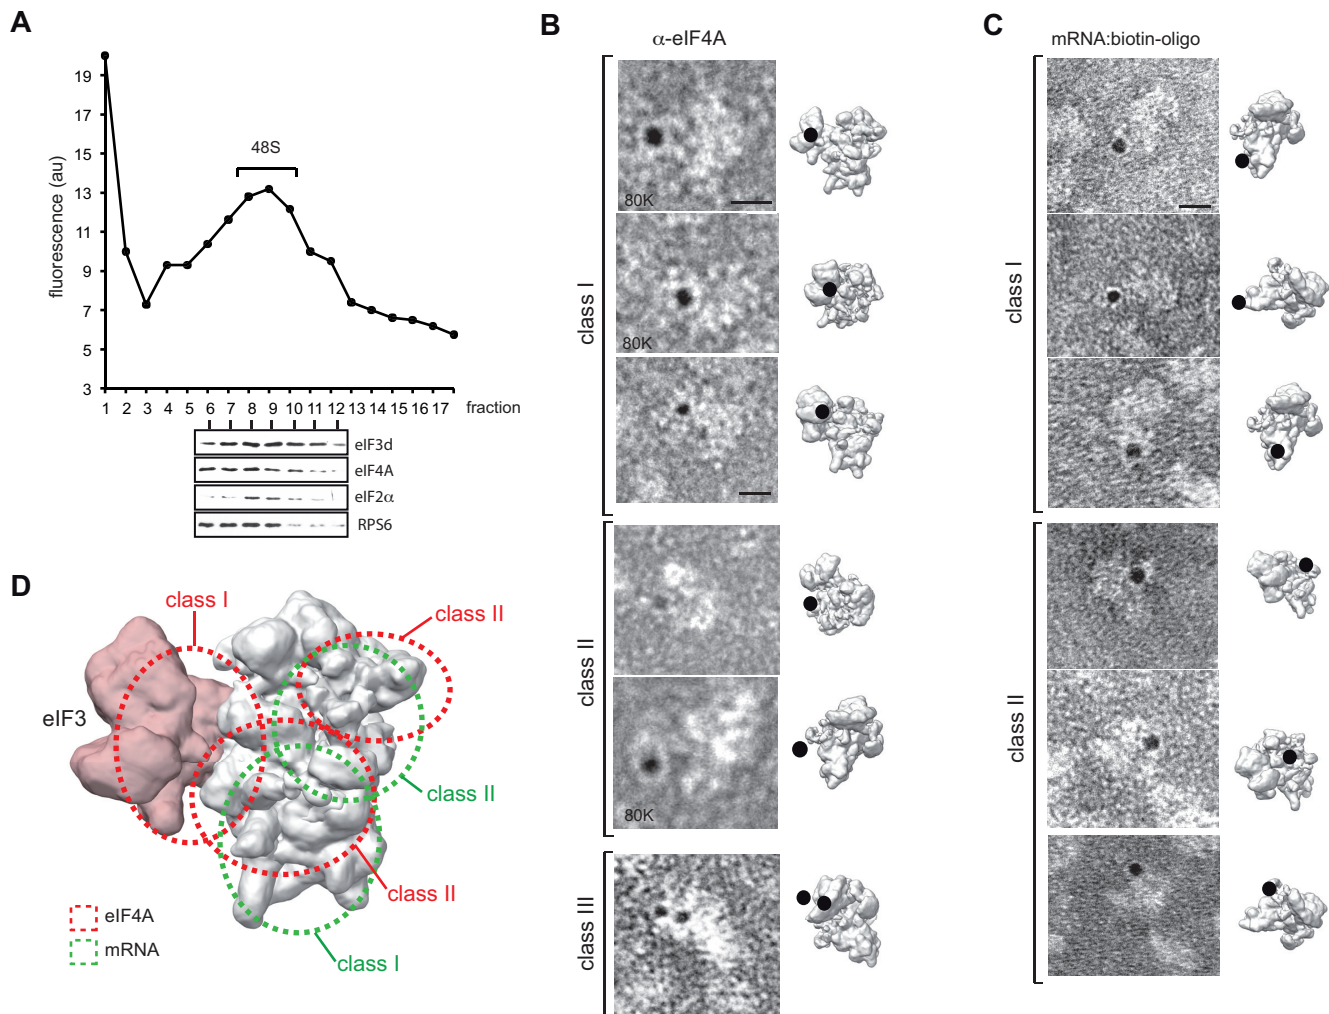 A
fluorescence (au)
19
17
15
13
11
9
7
5
3
48S
1 2 3 4 5 6 7 8 9 10 11 12 13 14 15 16 17 fraction
eIF3d
eIF4A
eIF2α
RPS6
B
α-eIF4A
class I
80K
80K
class II
80K
class III
C
mRNA:biotin-oligo
class I
class II
D
class I
class II
eIF3
class II
class II
class I
eIF4A
mRNA